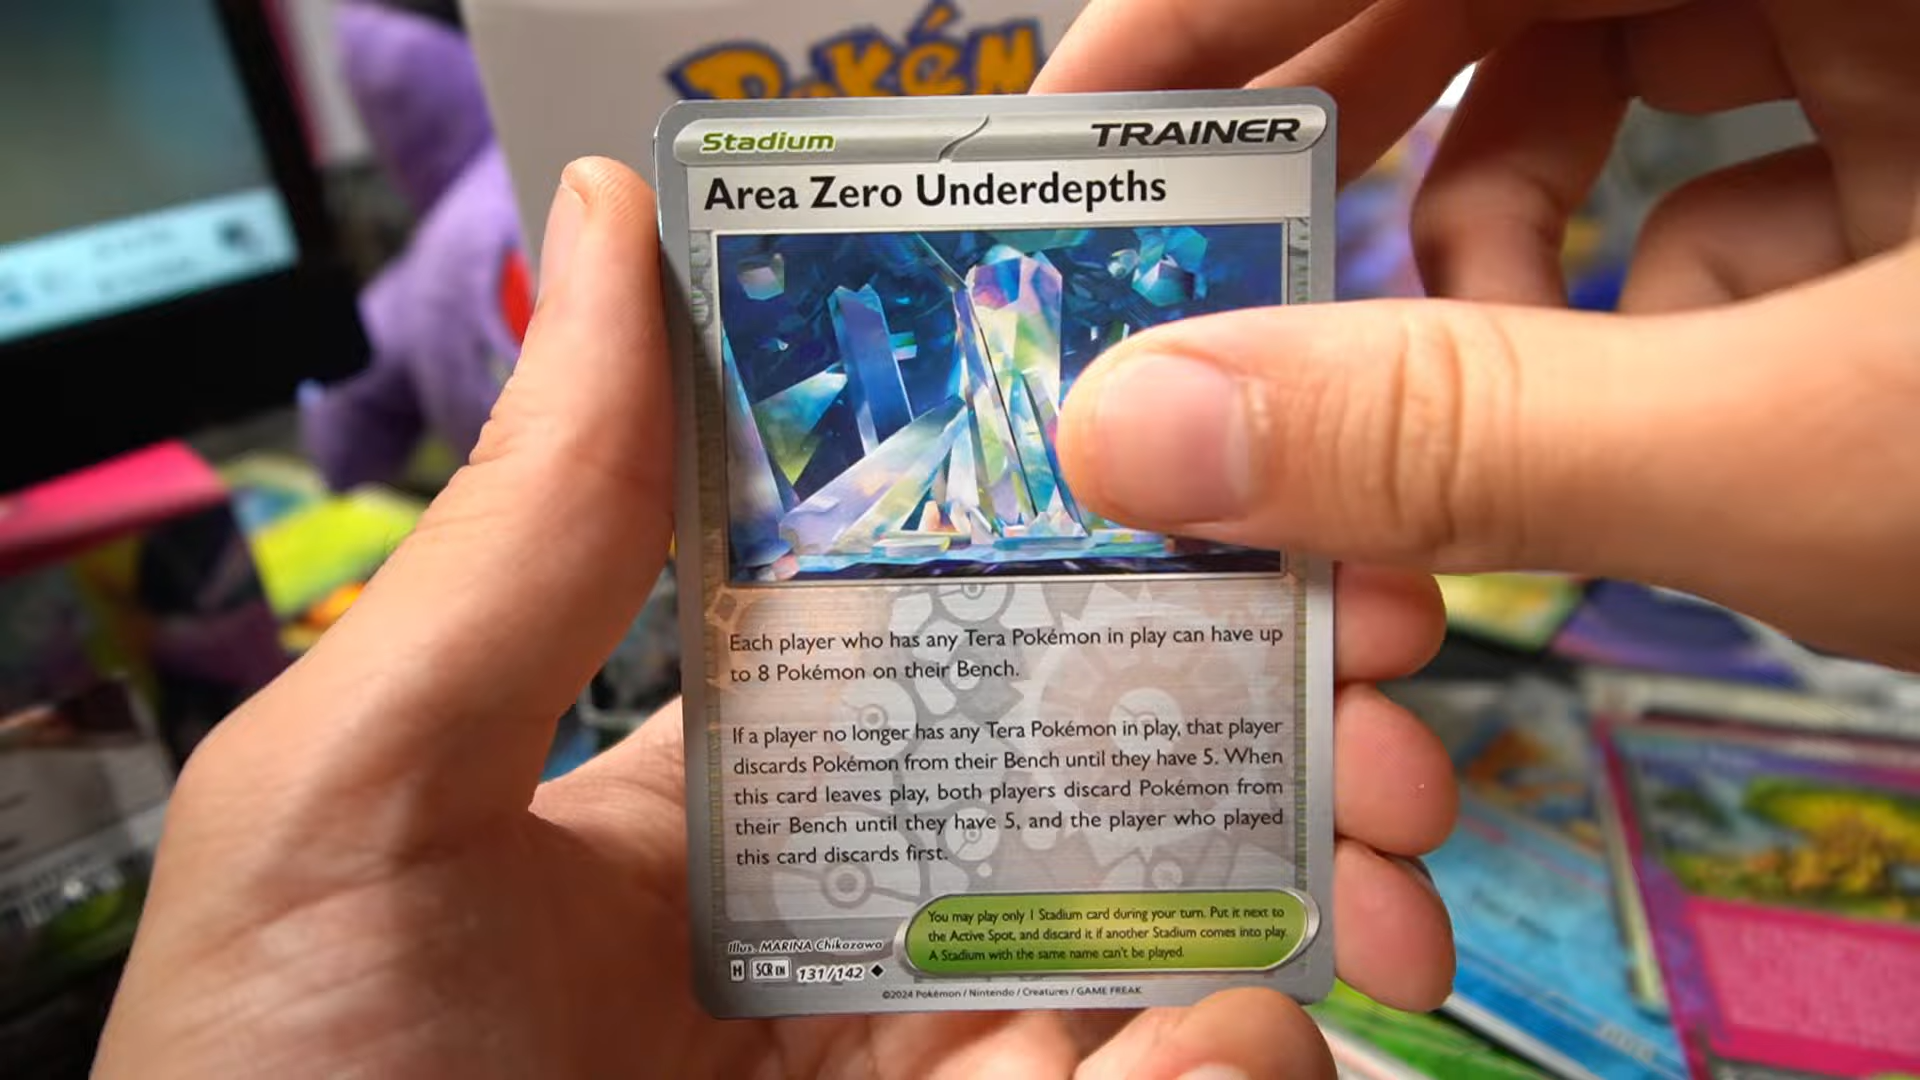 Pokém
Stadium
TRAINER
Area Zero Underdepths
Each player who has any Tera Pokémon in play can have up
to 8 Pokémon on their Bench.
If a player no longer has any Tera Pokémon in play, that player
discards Pokémon from their Bench until they have 5. When
this card leaves play, both players discard Pokémon from
their Bench until they have 5, and the player who played
this card discards first.
You may play only 1 Stadium card during your turn. Put it next to
the Active Spot, and discard it if another Stadium comes into play.
A Stadium with the same name can't be played.
Illus. MARINA Chikazawa
H SCR EN 131/142
©2024 Pokémon / Nintendo / Creatures / GAME FREAK